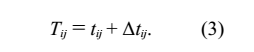 Tij = tij + Δtij. (3)